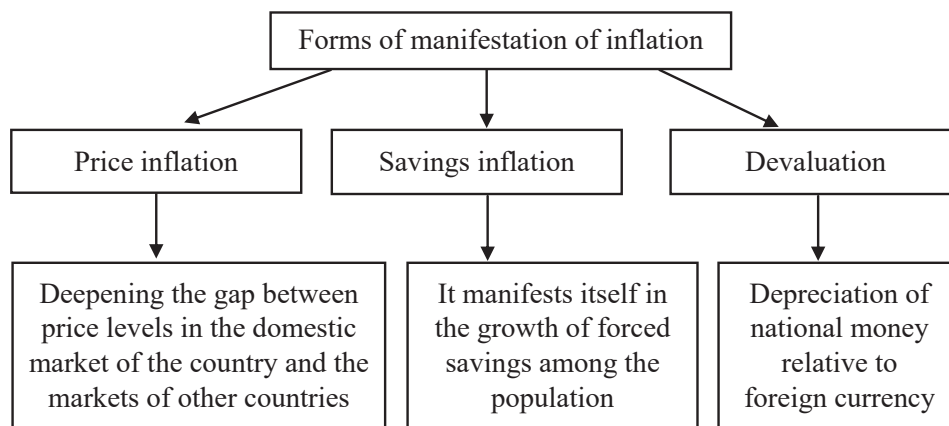 Forms of manifestation of inflation
Price inflation
Savings inflation
Devaluation
Deepening the gap between
price levels in the domestic
market of the country and the
markets of other countries
It manifests itself in
the growth of forced
savings among the
population
Depreciation of
national money
relative to
foreign currency